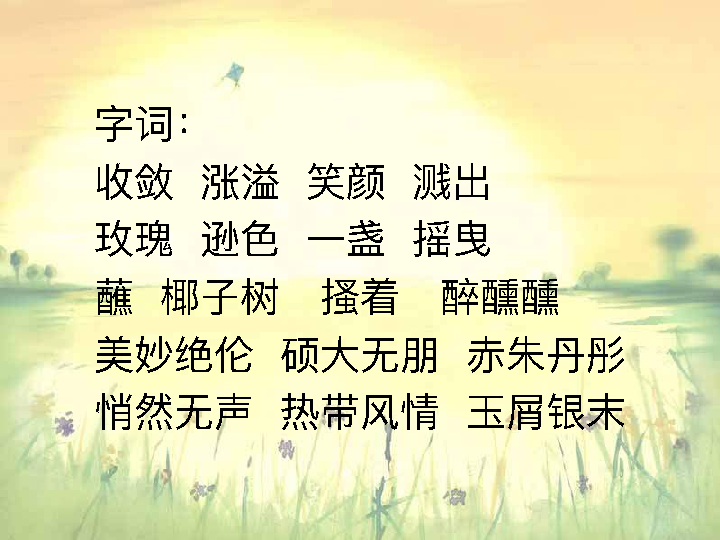 字词：
收敛 涨溢 笑颜 溅出
玫瑰 逊色 一盏 摇曳
蘸 椰子树 搔着 醉醺醺
美妙绝伦 硕大无朋 赤朱丹彤
悄然无声 热带风情 玉屑银末